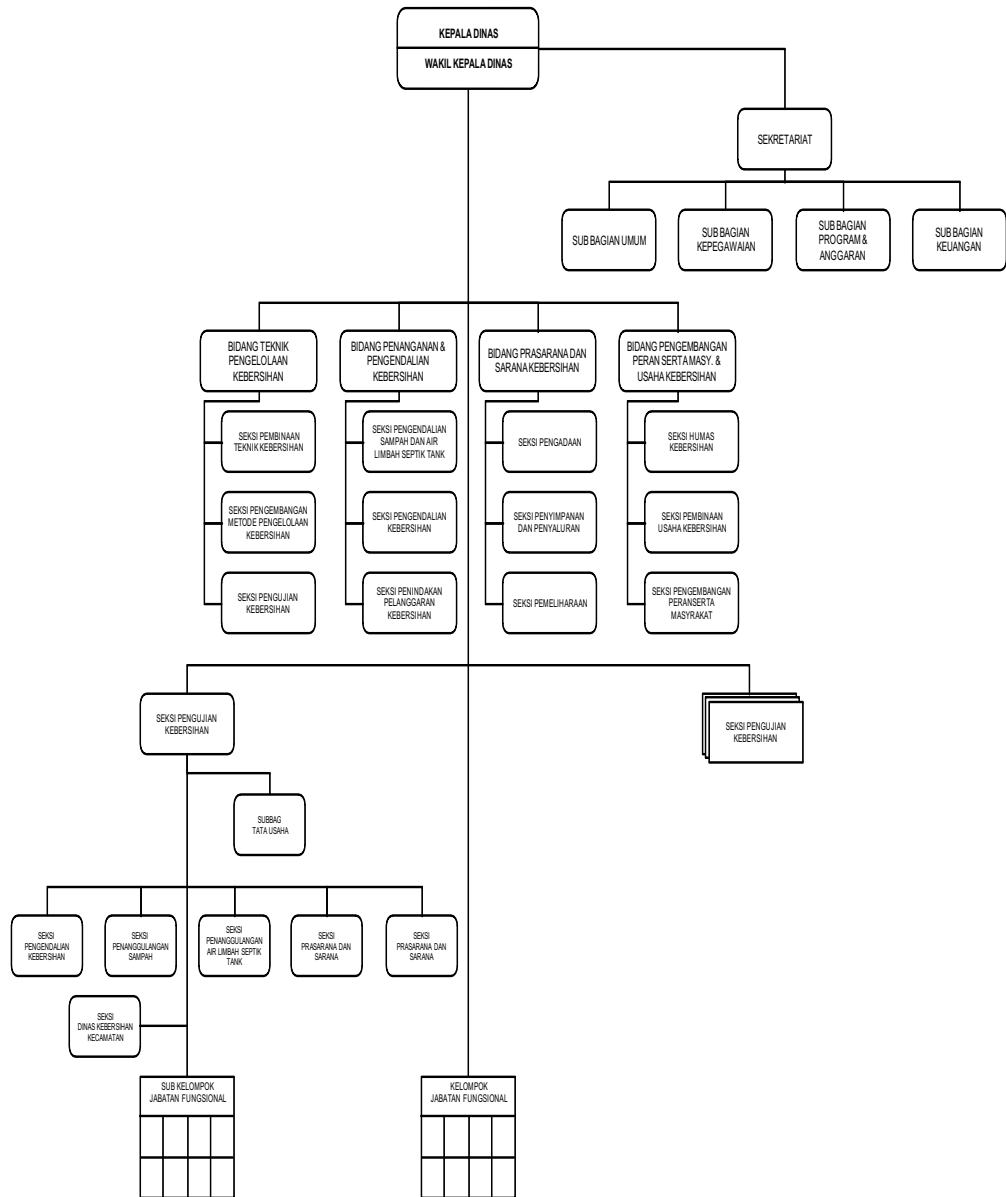 KEPALA DINAS
WAKIL KEPALA DINAS
SEKRETARIAT
SUB BAGIAN UMUM
SUB BAGIAN
KEPEGAWAIAN
SUB BAGIAN
PROGRAM &
ANGGARAN
SUB BAGIAN
KEUANGAN
BIDANG TEKNIK
PENGELOLAAN
KEBERSIHAN
BIDANG PENANGANAN &
PENGENDALIAN
KEBERSIHAN
BIDANG PRASARANA DAN
SARANA KEBERSIHAN
BIDANG PENGEMBANGAN
PERAN SERTA MASY. &
USAHA KEBERSIHAN
SEKSI PEMBINAAN
TEKNIK KEBERSIHAN
SEKSI PENGENDALIAN
SAMPAH DAN AIR
LIMBAH SEPTIK TANK
SEKSI PENGADAAN
SEKSI HUMAS
KEBERSIHAN
SEKSI PENGEMBANGAN
METODE PENGELOLAAN
KEBERSIHAN
SEKSI PENGENDALIAN
KEBERSIHAN
SEKSI PENYIMPANAN
DAN PENYALURAN
SEKSI PEMBINAAN
USAHA KEBERSIHAN
SEKSI PENGUJIAN
KEBERSIHAN
SEKSI PENINDAKAN
PELANGGARAN
KEBERSIHAN
SEKSI PEMELIHARAAN
SEKSI PENGEMBANGAN
PERANSERTA
MASYRAKAT
SEKSI PENGUJIAN
KEBERSIHAN
SEKSI PENGUJIAN
KEBERSIHAN
SUBBAG
TATA USAHA
SEKSI
PENGENDALIAN
KEBERSIHAN
SEKSI
PENANGGULANGAN
SAMPAH
SEKSI
PENANGGULANGAN
AIR LIMBAH SEPTIK
TANK
SEKSI
PRASARANA DAN
SARANA
SEKSI
PRASARANA DAN
SARANA
SEKSI
DINAS KEBERSIHAN
KECAMATAN
SUB KELOMPOK
JABATAN FUNGSIONAL
KELOMPOK
JABATAN FUNGSIONAL